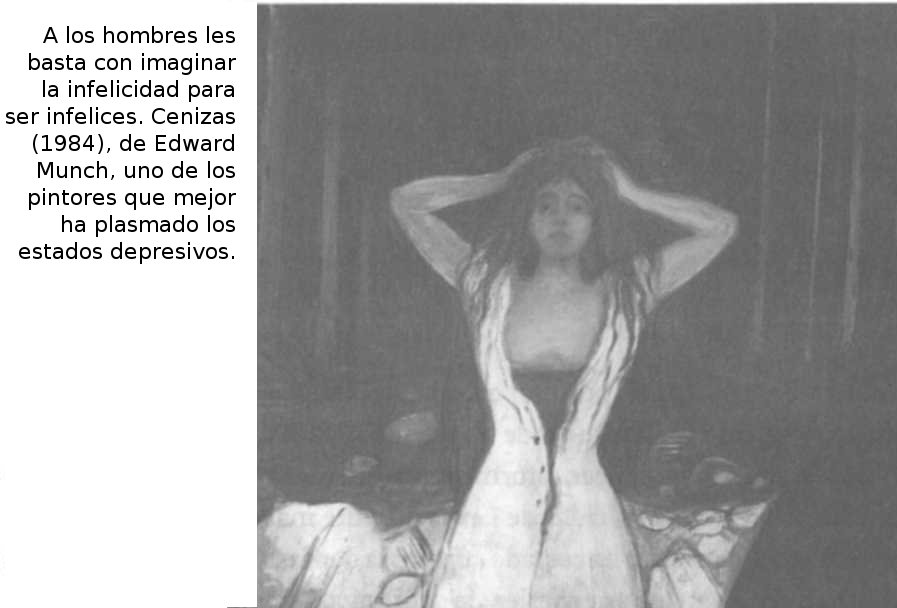 A los hombres les
basta con imaginar
la infelicidad para
ser infelices. Cenizas
(1984), de Edward
Munch, uno de los
pintores que mejor
ha plasmado los
estados depresivos.